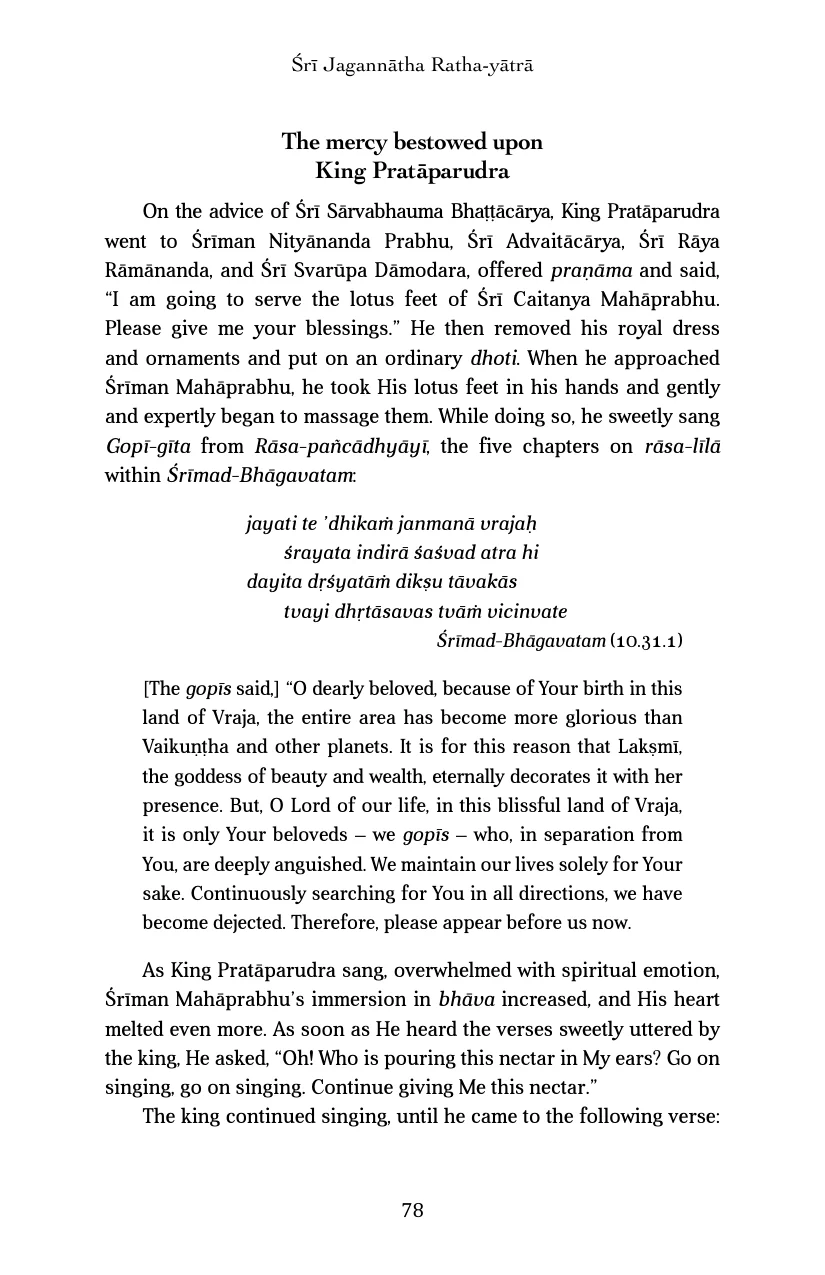 Śrī Jagannātha Ratha-yātrā
The mercy bestowed upon
King Pratāparudra
On the advice of Śrī Sārvabhauma Bhaṭṭācārya, King Pratāparudra
went to Śrīman Nityānanda Prabhu, Śrī Advaitācārya, Śrī Rāya
Rāmānanda, and Śrī Svarūpa Dāmodara, offered praṇāma and said,
“I am going to serve the lotus feet of Śrī Caitanya Mahāprabhu.
Please give me your blessings.” He then removed his royal dress
and ornaments and put on an ordinary dhoti. When he approached
Śrīman Mahāprabhu, he took His lotus feet in his hands and gently
and expertly began to massage them. While doing so, he sweetly sang
Gopī-gīta from Rāsa-pañcādhyāyī, the five chapters on rāsa-līlā
within Śrīmad-Bhāgavatam:
jayati te ’dhikaṁ janmanā vrajaḥ
śrayata indirā śaśvad atra hi
dayita dṛśyatāṁ dikṣu tāvakās
tvayi dhṛtāsavas tvāṁ vicinvate
Śrīmad-Bhāgavatam (10.31.1)
[The gopīs said,] “O dearly beloved, because of Your birth in this
land of Vraja, the entire area has become more glorious than
Vaikuṇṭha and other planets. It is for this reason that Lakṣmī,
the goddess of beauty and wealth, eternally decorates it with her
presence. But, O Lord of our life, in this blissful land of Vraja,
it is only Your beloveds – we gopīs – who, in separation from
You, are deeply anguished. We maintain our lives solely for Your
sake. Continuously searching for You in all directions, we have
become dejected. Therefore, please appear before us now.
As King Pratāparudra sang, overwhelmed with spiritual emotion,
Śrīman Mahāprabhu’s immersion in bhāva increased, and His heart
melted even more. As soon as He heard the verses sweetly uttered by
the king, He asked, “Oh! Who is pouring this nectar in My ears? Go on
singing, go on singing. Continue giving Me this nectar.”
The king continued singing, until he came to the following verse:
78